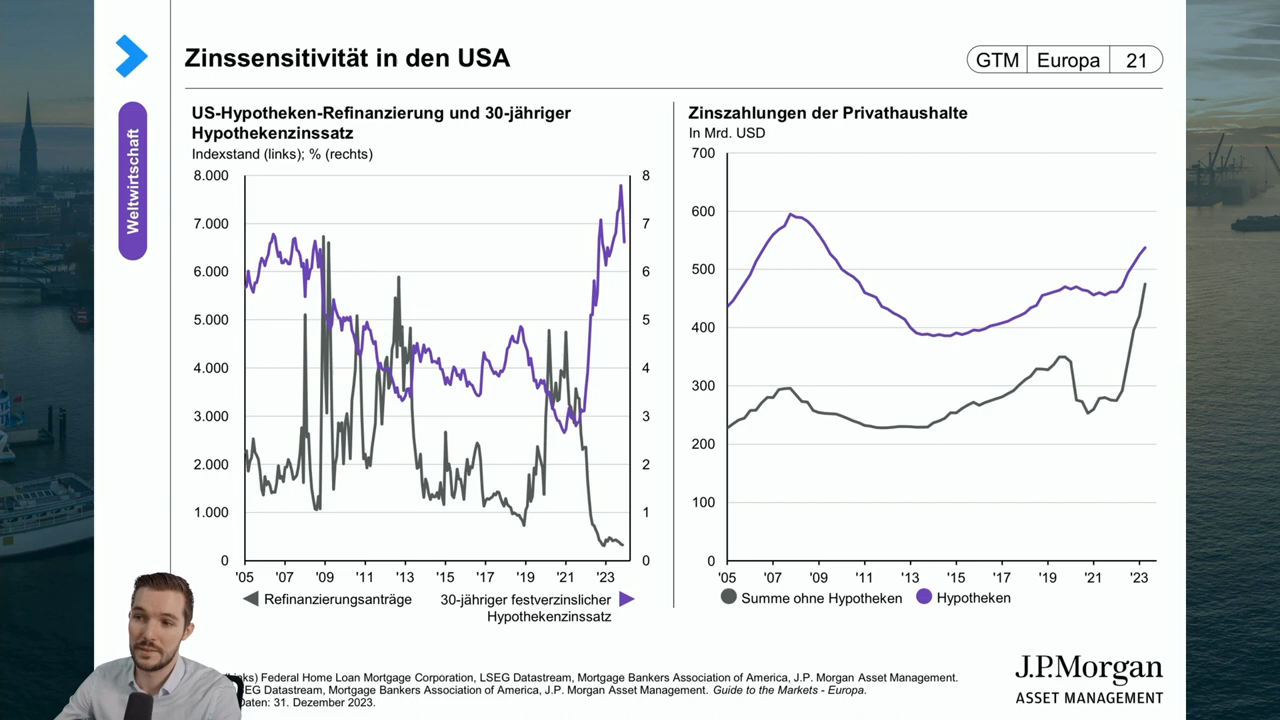 Zinssensitivität in den USA
GTM Europa 21
Weltwirtschaft
US-Hypotheken-Refinanzierung und 30-jähriger
Hypothekenzinssatz
Indexstand (links); % (rechts)
8.000 8
7.000 7
6.000 6
5.000 5
4.000 4
3.000 3
2.000 2
1.000 1
0 0
'05 '07 '09 '11 '13 '15 '17 '19 '21 '23
Refinanzierungsanträge
30-jähriger festverzinslicher
Hypothekenzinssatz
Zinszahlungen der Privathaushalte
In Mrd. USD
700
600
500
400
300
200
100
0
'05 '07 '09 '11 '13 '15 '17 '19 '21 '23
Summe ohne Hypotheken Hypotheken
Federal Home Loan Mortgage Corporation, LSEG Datastream, Mortgage Bankers Association of America, J.P. Morgan Asset Management.
Datastream, Mortgage Bankers Association of America, J.P. Morgan Asset Management. Guide to the Markets - Europa.
Daten: 31. Dezember 2023.
J.P.Morgan
ASSET MANAGEMENT